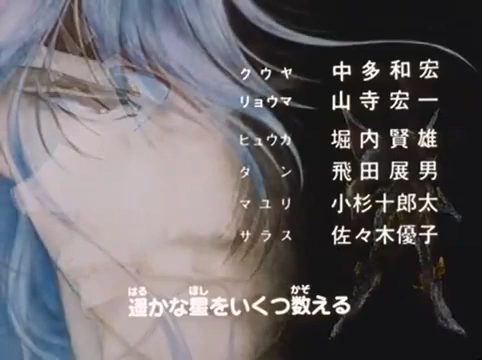 クウヤ 中多和宏
リョウマ 山寺宏一
ヒュウガ 堀内賢雄
ダン 飛田展男
マユリ 小杉十郎太
サラス 佐々木優子
はる ほし かぞ
遥かな星をいくつ数える